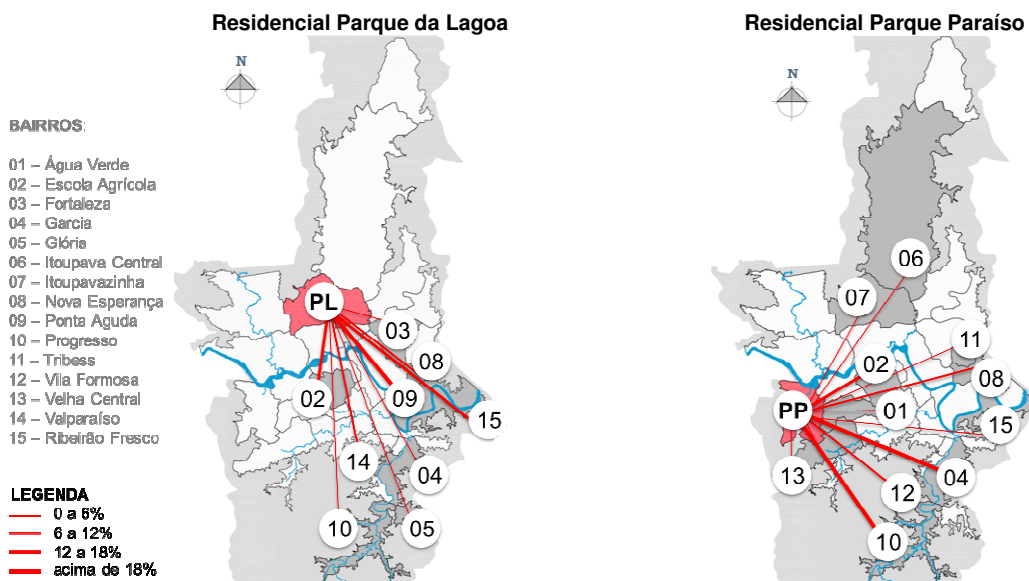 Residencial Parque da Lagoa
N
BAIRROS:
01 – Água Verde
02 – Escola Agrícola
03 – Fortaleza
04 – Garcia
05 – Glória
06 – Itoupava Central
07 – Itoupavazinha
08 – Nova Esperança
09 – Ponta Aguda
10 – Progresso
11 – Tribess
12 – Vila Formosa
13 – Velha Central
14 – Valparaíso
15 – Ribeirão Fresco
LEGENDA
0 a 6%
6 a 12%
12 a 18%
acima de 18%
PL
03
08
02
09
15
14
04
10
05
Residencial Parque Paraíso
N
06
07
11
02
08
PP
01
15
13
04
12
10